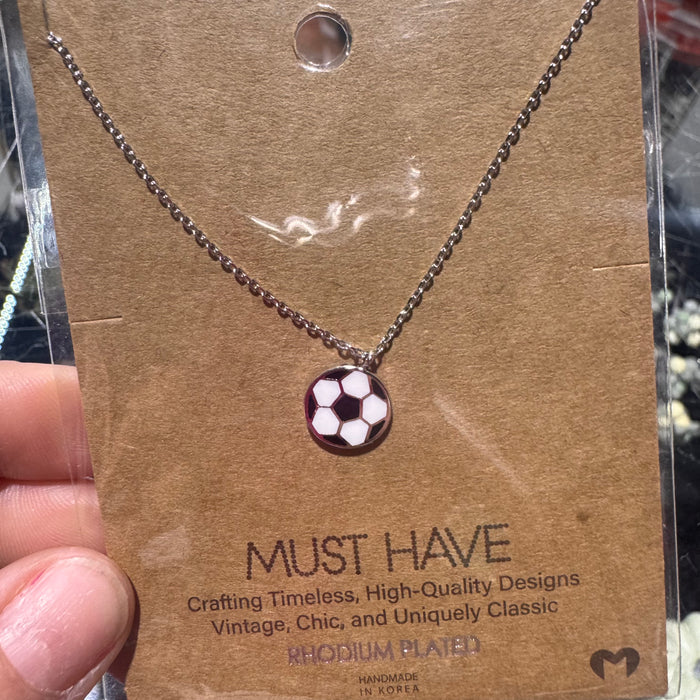 MUST HAVE
Crafting Timeless, High-Quality Designs
Vintage, Chic, and Uniquely Classic
RHODIUM PLATED
HANDMADE
IN KOREA